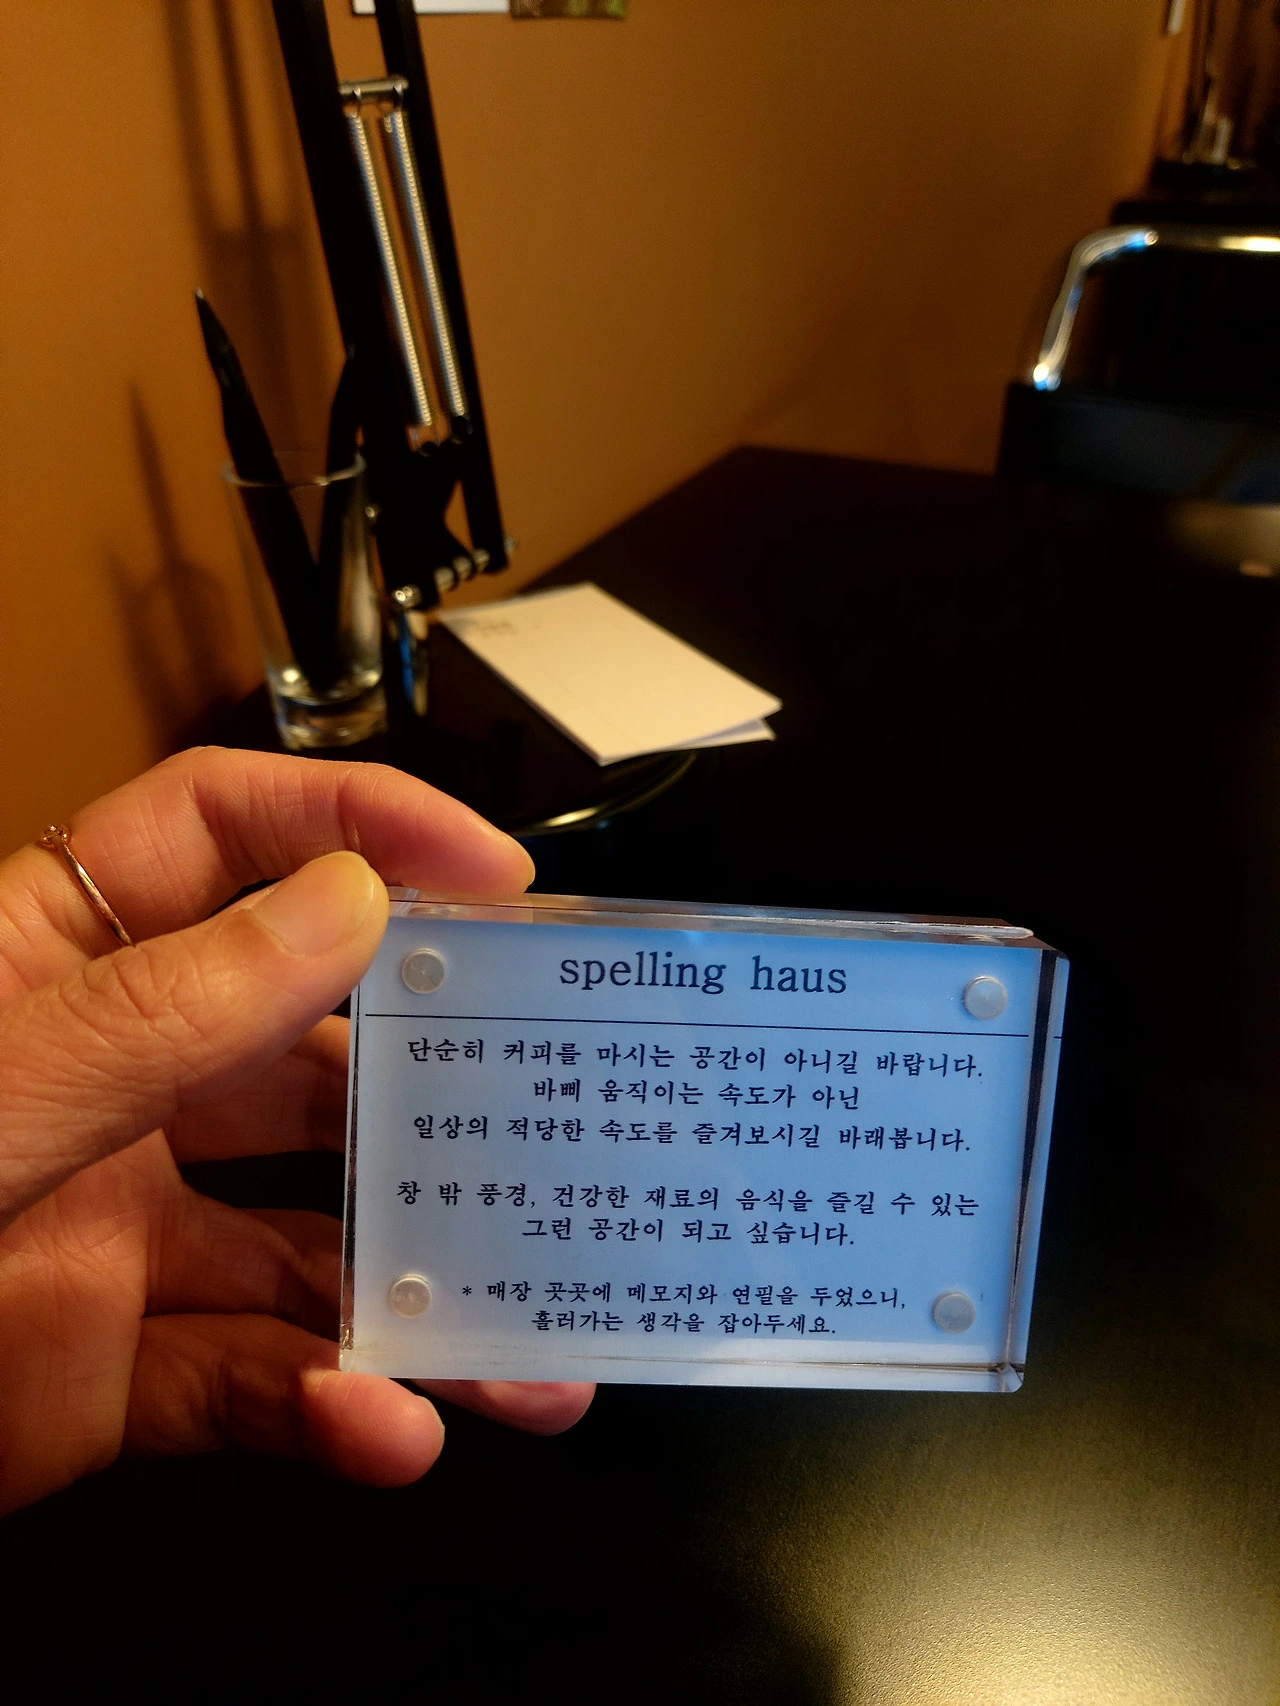 spelling haus
단순히 커피를 마시는 공간이 아니길 바랍니다.
바삐 움직이는 속도가 아닌
일상의 적당한 속도를 즐겨보시길 바래봅니다.
창 밖 풍경, 건강한 재료의 음식을 즐길 수 있는
그런 공간이 되고 싶습니다.
* 매장 곳곳에 메모지와 연필을 두었으니,
흘러가는 생각을 잡아두세요.